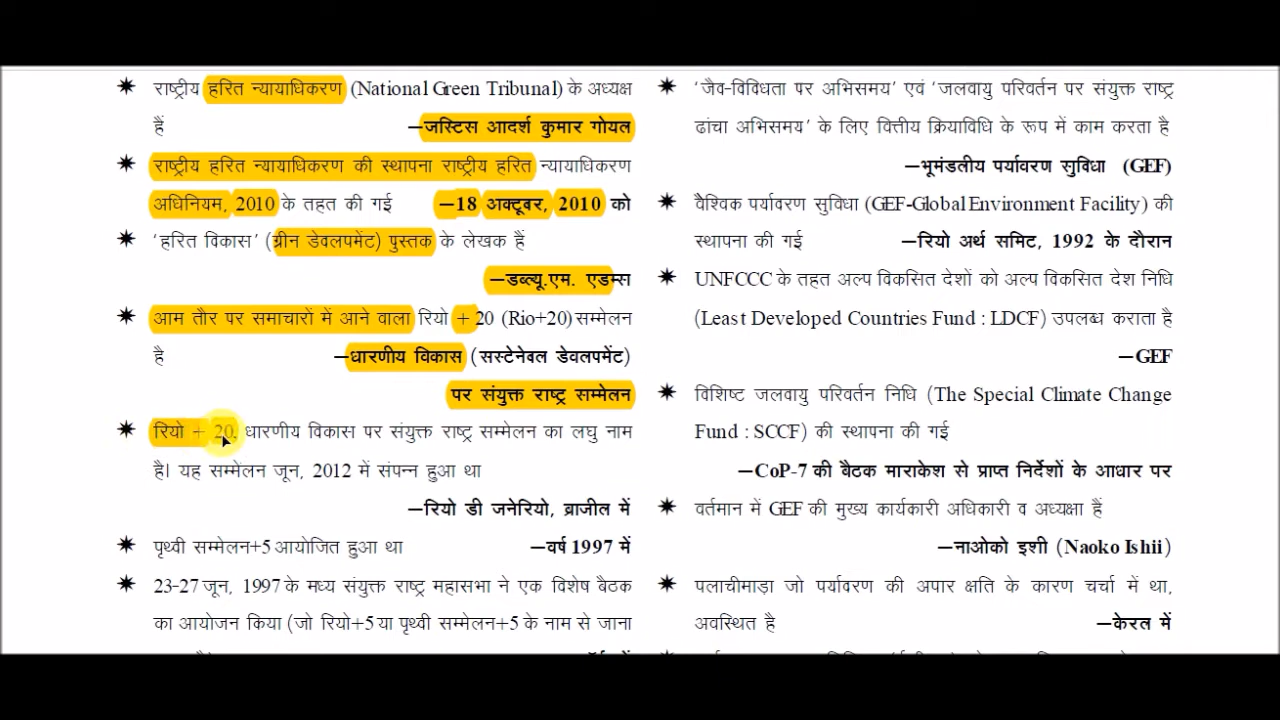 ✷ राष्ट्रीय हरित न्यायाधिकरण (National Green Tribunal) के अध्यक्ष
हैं —जस्टिस आदर्श कुमार गोयल
✷ राष्ट्रीय हरित न्यायाधिकरण की स्थापना राष्ट्रीय हरित न्यायाधिकरण
अधिनियम, 2010 के तहत की गई —18 अक्टूबर, 2010 को
✷ 'हरित विकास' (ग्रीन डेवलपमेंट) पुस्तक के लेखक हैं
—डब्ल्यू.एम. एडम्स
✷ आम तौर पर समाचारों में आने वाला रियो + 20 (Rio+20) सम्मेलन
है —धारणीय विकास (सस्टेनेबल डेवलपमेंट)
पर संयुक्त राष्ट्र सम्मेलन
✷ रियो + 20, धारणीय विकास पर संयुक्त राष्ट्र सम्मेलन का लघु नाम
है। यह सम्मेलन जून, 2012 में संपन्न हुआ था
—रियो डी जनेरियो, ब्राजील में
✷ पृथ्वी सम्मेलन+5 आयोजित हुआ था —वर्ष 1997 में
✷ 23-27 जून, 1997 के मध्य संयुक्त राष्ट्र महासभा ने एक विशेष बैठक
का आयोजन किया (जो रियो+5 या पृथ्वी सम्मेलन+5 के नाम से जाना
✷ 'जैव-विविधता पर अभिसमय' एवं 'जलवायु परिवर्तन पर संयुक्त राष्ट्र
ढांचा अभिसमय' के लिए वित्तीय क्रियाविधि के रूप में काम करता है
—भूमंडलीय पर्यावरण सुविधा (GEF)
✷ वैश्विक पर्यावरण सुविधा (GEF-Global Environment Facility) की
स्थापना की गई —रियो अर्थ समिट, 1992 के दौरान
✷ UNFCCC के तहत अल्प विकसित देशों को अल्प विकसित देश निधि
(Least Developed Countries Fund : LDCF) उपलब्ध कराता है
—GEF
✷ विशिष्ट जलवायु परिवर्तन निधि (The Special Climate Change
Fund : SCCF) की स्थापना की गई
—CoP-7 की बैठक माराकेश से प्राप्त निर्देशों के आधार पर
✷ वर्तमान में GEF की मुख्य कार्यकारी अधिकारी व अध्यक्षा हैं
—नाओको इशी (Naoko Ishii)
✷ पलाचीमाड़ा जो पर्यावरण की अपार क्षति के कारण चर्चा में था,
अवस्थित है —केरल में